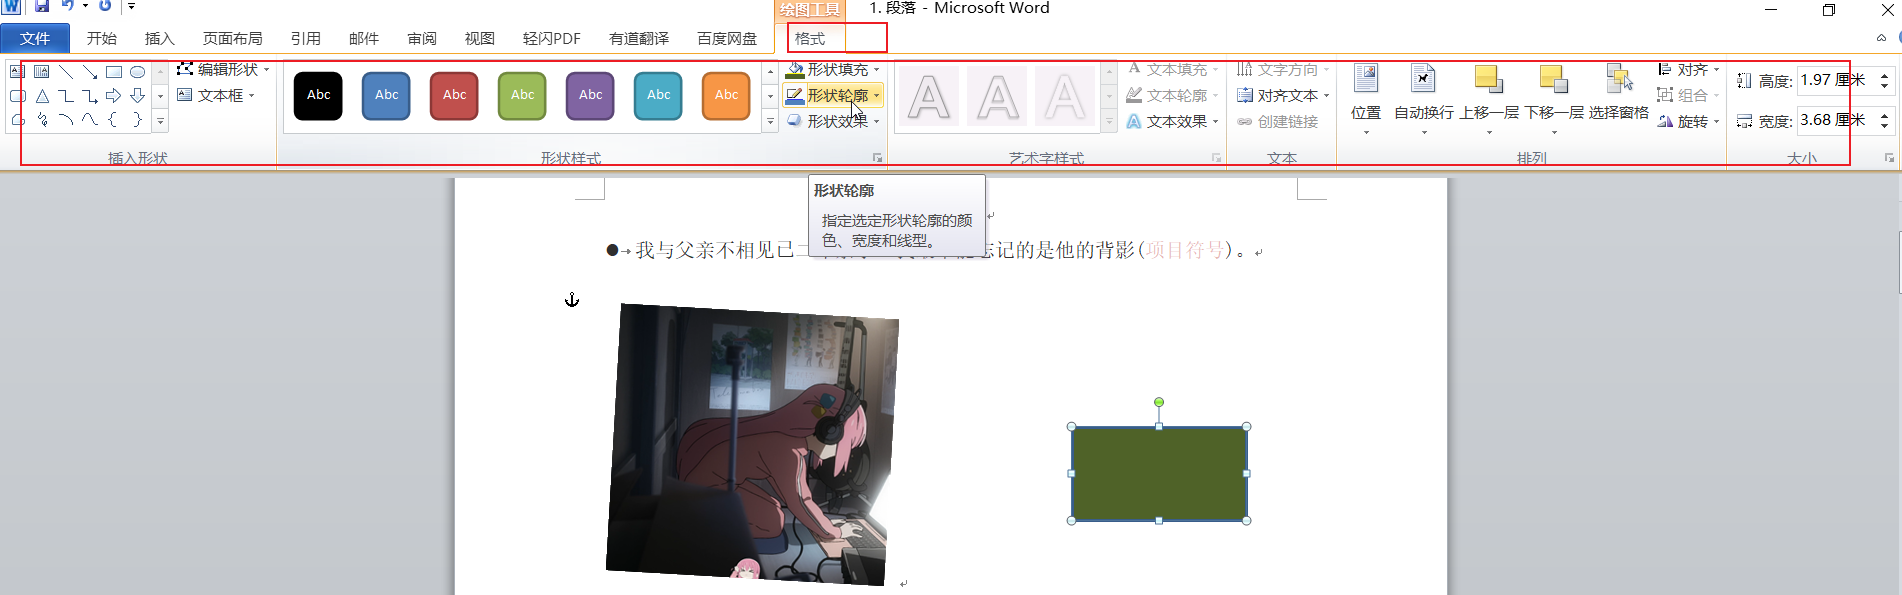 1. 段落 - Microsoft Word
绘图工具
文件 开始 插入 页面布局 引用 邮件 审阅 视图 轻闪PDF 有道翻译 百度网盘 格式
编辑形状
文本框
插入形状
Abc Abc Abc Abc Abc Abc Abc
形状填充
形状轮廓
形状效果
形状样式
A A A
文本填充
文本轮廓
文本效果
艺术字样式
文字方向
对齐文本
创建链接
文本
位置 自动换行 上移一层 下移一层 选择窗格
对齐
组合
旋转
排列
高度: 1.97 厘米
宽度: 3.68 厘米
大小
形状轮廓
指定选定形状轮廓的颜
色、宽度和线型。
我与父亲不相见已
忘记的是他的背影(项目符号)。